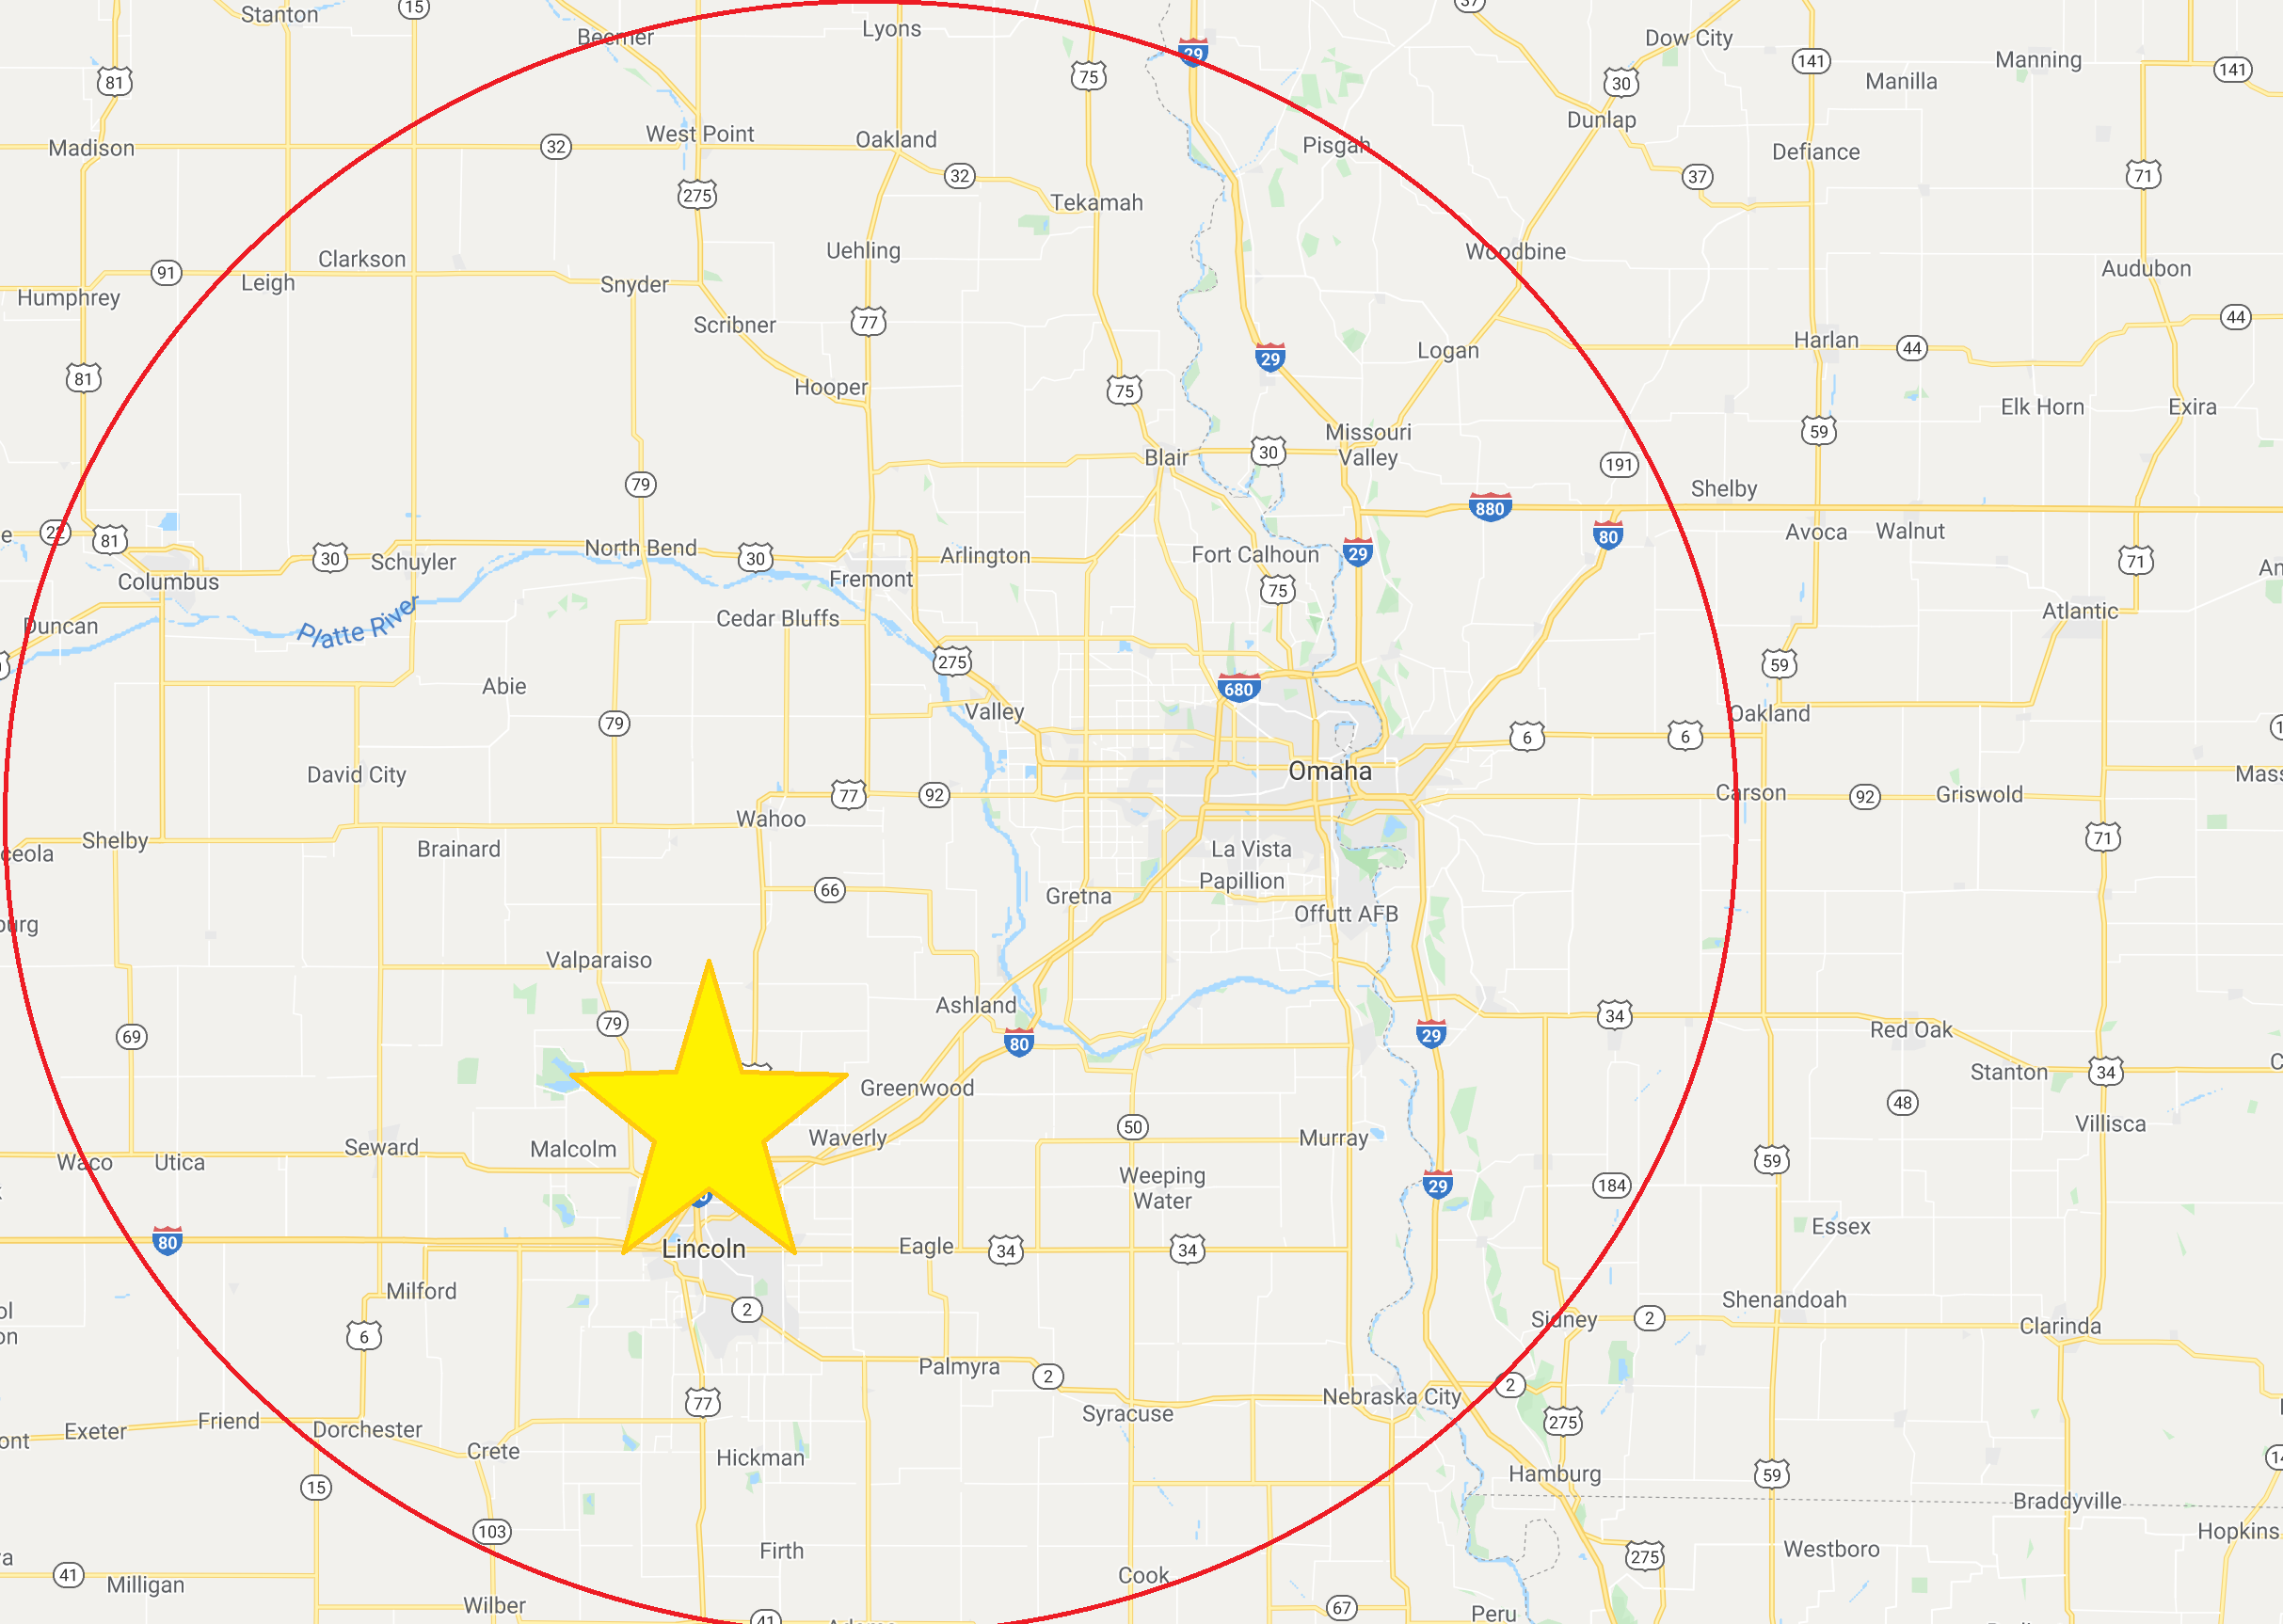 Stanton
15
Beemer
Lyons
29
37
Dow City
Manning
141
141
Manilla
81
75
30
Dunlap
Madison
32
West Point
Oakland
Pisgah
Defiance
32
37
71
275
Tekamah
Uehling
Woodbine
Clarkson
91
Leigh
Snyder
Audubon
Humphrey
Scribner
77
44
Harlan
44
Logan
29
81
Hooper
75
Elk Horn
Exira
Missouri
Valley
59
Blair
30
191
79
Shelby
880
22
81
80
Avoca
Walnut
North Bend
30
Schuyler
30
Arlington
Fort Calhoun
29
71
Columbus
Fremont
75
Platte River
Duncan
Cedar Bluffs
Atlantic
275
59
Abie
680
Valley
Oakland
79
6
6
David City
Omaha
77
92
Carson
92
Griswold
Wahoo
Shelby
71
ceola
Brainard
La Vista
Papillion
66
Gretna
Offutt AFB
burg
Valparaiso
Ashland
79
69
80
34
29
Red Oak
Stanton
34
Greenwood
48
50
Villisca
Waverly
Murray
Seward
Malcolm
Waco
Utica
59
Weeping
Water
29
184
Essex
80
Lincoln
Eagle
34
34
Milford
Shenandoah
2
Sidney
2
Clarinda
6
Palmyra
2
2
77
Nebraska City
Syracuse
275
Friend
Exeter
Dorchester
Crete
Hickman
Hamburg
59
15
Braddyville
103
Hopkins
Firth
Westboro
275
41
Milligan
Cook
Wilber
67
Peru
41